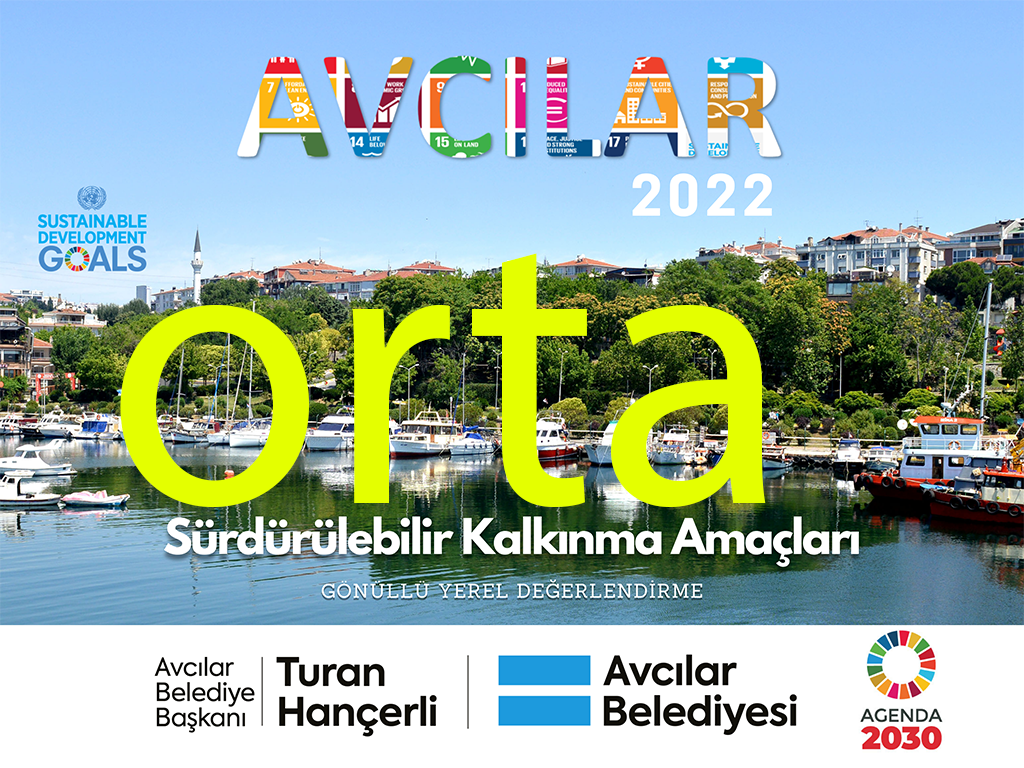 AVCILAR
2022
SUSTAINABLE
DEVELOPMENT
GOALS
orta
Sürdürülebilir Kalkınma Amaçları
GÖNÜLLÜ YEREL DEĞERLENDİRME
Avcılar
Belediye
Başkanı
Turan
Hançerli
Avcılar
Belediyesi
AGENDA
2030